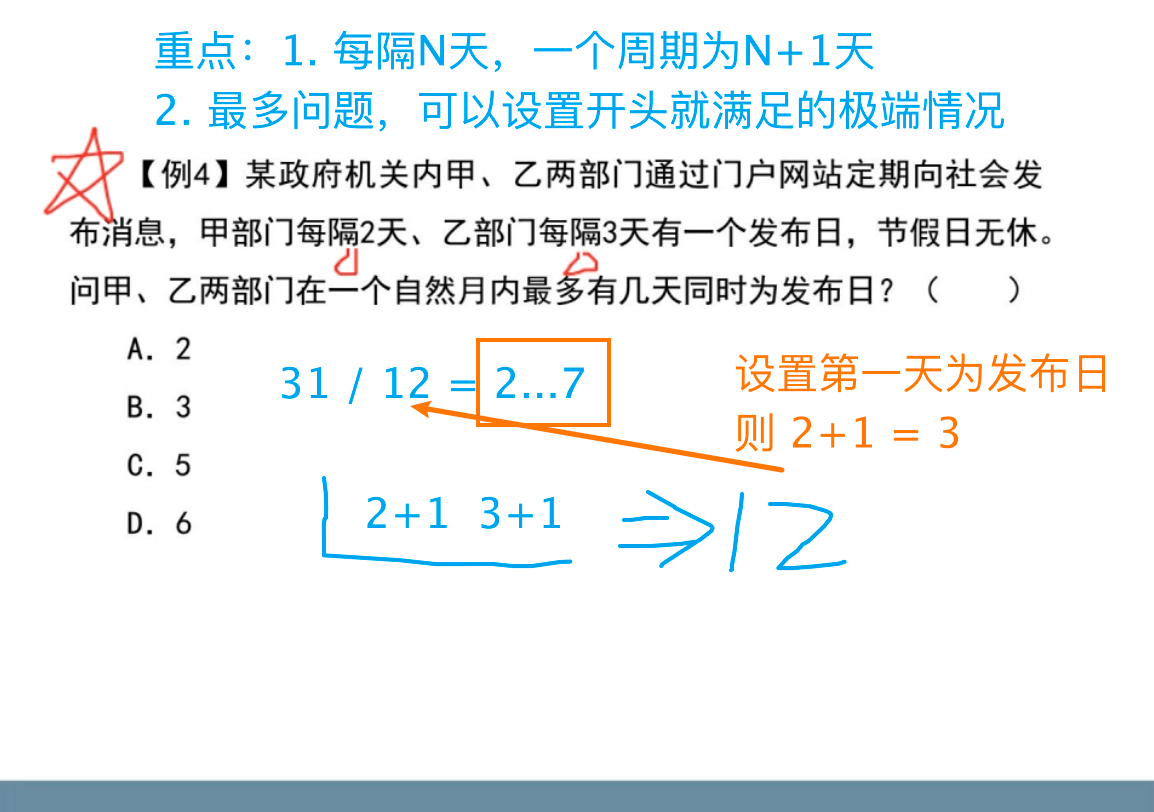 重点：1. 每隔N天，一个周期为N+1天
2. 最多问题，可以设置开头就满足的极端情况
【例4】某政府机关内甲、乙两部门通过门户网站定期向社会发
布消息，甲部门每隔2天、乙部门每隔3天有一个发布日，节假日无休。
问甲、乙两部门在一个自然月内最多有几天同时为发布日？（　　）
A. 2
B. 3
C. 5
D. 6
31 / 12 = 2...7
设置第一天为发布日
则 2+1 = 3
2+1 3+1 ⇒ 12